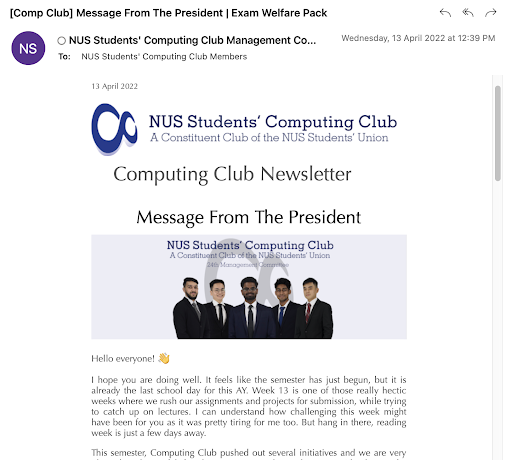 [Comp Club] Message From The President | Exam Welfare Pack
NS
NUS Students' Computing Club Management Co...
Wednesday, 13 April 2022 at 12:39 PM
To: NUS Students' Computing Club Members
13 April 2022
NUS Students' Computing Club
A Constituent Club of the NUS Students' Union
Computing Club Newsletter
Message From The President
NUS Students' Computing Club
A Constituent Club of the NUS Students' Union
24th Management Committee
Hello everyone! 👋
I hope you are doing well. It feels like the semester has just begun, but it is
already the last school day for this AY. Week 13 is one of those really hectic
weeks where we rush our assignments and projects for submission, while trying
to catch up on lectures. I can understand how challenging this week might
have been for you as it was pretty tiring for me too. But hang in there, reading
week is just a few days away.
This semester, Computing Club pushed out several initiatives and we are very